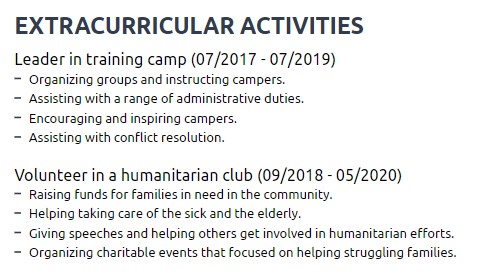 EXTRACURRICULAR ACTIVITIES
Leader in training camp (07/2017 - 07/2019)
– Organizing groups and instructing campers.
– Assisting with a range of administrative duties.
– Encouraging and inspiring campers.
– Assisting with conflict resolution.
Volunteer in a humanitarian club (09/2018 - 05/2020)
– Raising funds for families in need in the community.
– Helping taking care of the sick and the elderly.
– Giving speeches and helping others get involved in humanitarian efforts.
– Organizing charitable events that focused on helping struggling families.